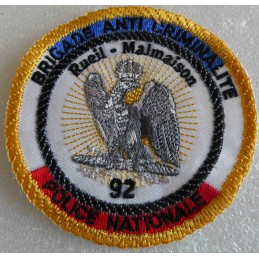 BRIGADE ANTI CRIMINALITE
Rueil - Malmaison
92
POLICE NATIONALE